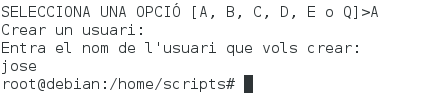 SELECCIONA UNA OPCIÓ [A, B, C, D, E o Q]>A
Crear un usuari:
Entra el nom de l'usuari que vols crear:
jose
root@debian:/home/scripts#